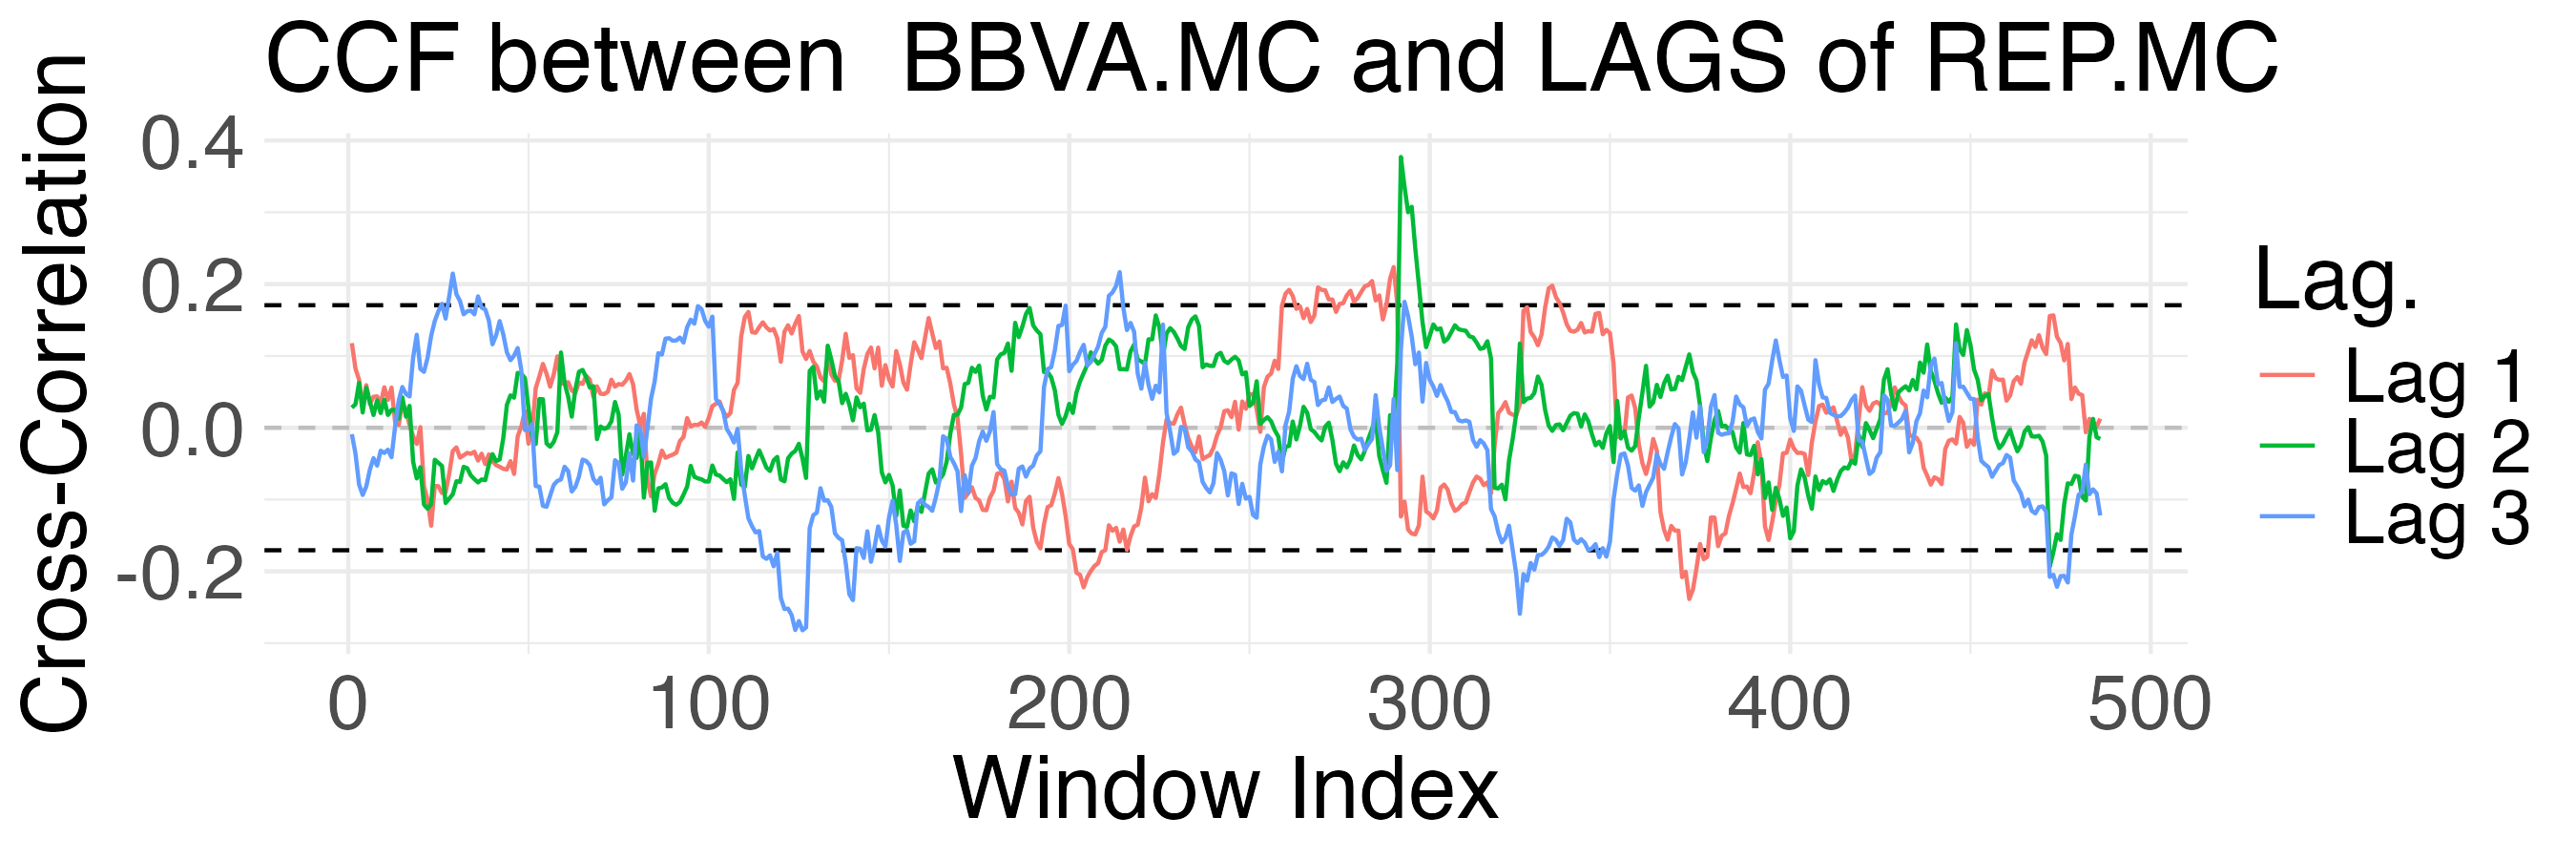 CCF between  BBVA.MC and LAGS of REP.MC
Cross-Correlation
0.4
0.2
0.0
-0.2
0 100 200 300 400 500
Window Index
Lag.
Lag 1
Lag 2
Lag 3